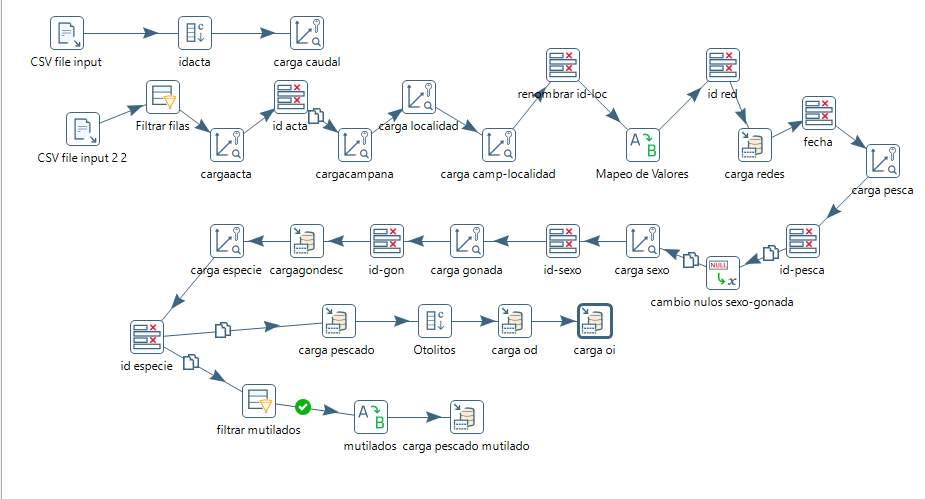 CSV file input
idacta
carga caudal
renombrar id-loc
id red
Filtrar filas
id acta
carga localidad
fecha
CSV file input 2 2
cargaacta
cargacampana
carga camp-localidad
A
B
Mapeo de Valores
carga redes
carga pesca
carga especie
cargagondesc
id-gon
carga gonada
id-sexo
carga sexo
NULL
x
cambio nulos sexo-gonada
id-pesca
id especie
carga pescado
Otolitos
carga od
carga oi
filtrar mutilados
A
B
mutilados
carga pescado mutilado